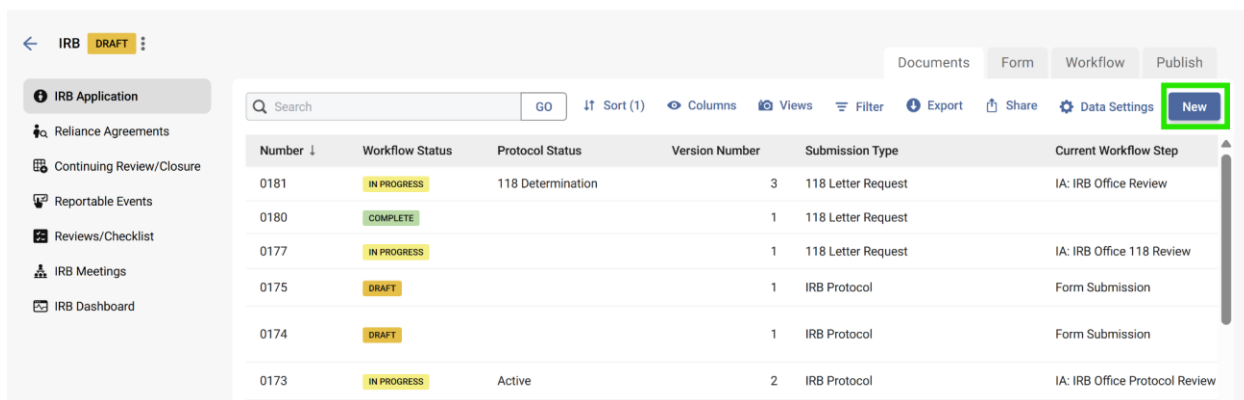 IRB DRAFT
Documents Form Workflow Publish
IRB Application
Reliance Agreements
Continuing Review/Closure
Reportable Events
Reviews/Checklist
IRB Meetings
IRB Dashboard
Search GO Sort (1) Columns Views Filter Export Share Data Settings New
Number ↓ Workflow Status Protocol Status Version Number Submission Type Current Workflow Step
0181 IN PROGRESS 118 Determination 3 118 Letter Request IA: IRB Office Review
0180 COMPLETE 1 118 Letter Request
0177 IN PROGRESS 1 118 Letter Request IA: IRB Office 118 Review
0175 DRAFT 1 IRB Protocol Form Submission
0174 DRAFT 1 IRB Protocol Form Submission
0173 IN PROGRESS Active 2 IRB Protocol IA: IRB Office Protocol Review